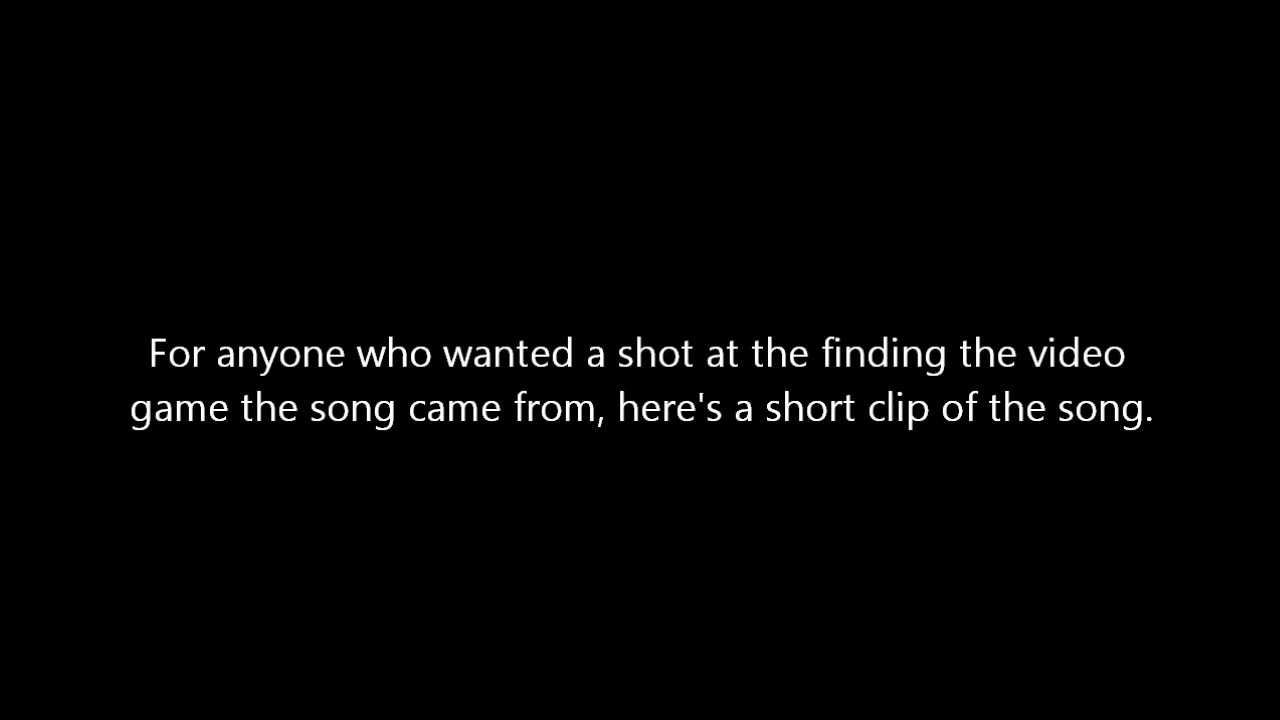 For anyone who wanted a shot at the finding the video
game the song came from, here's a short clip of the song.